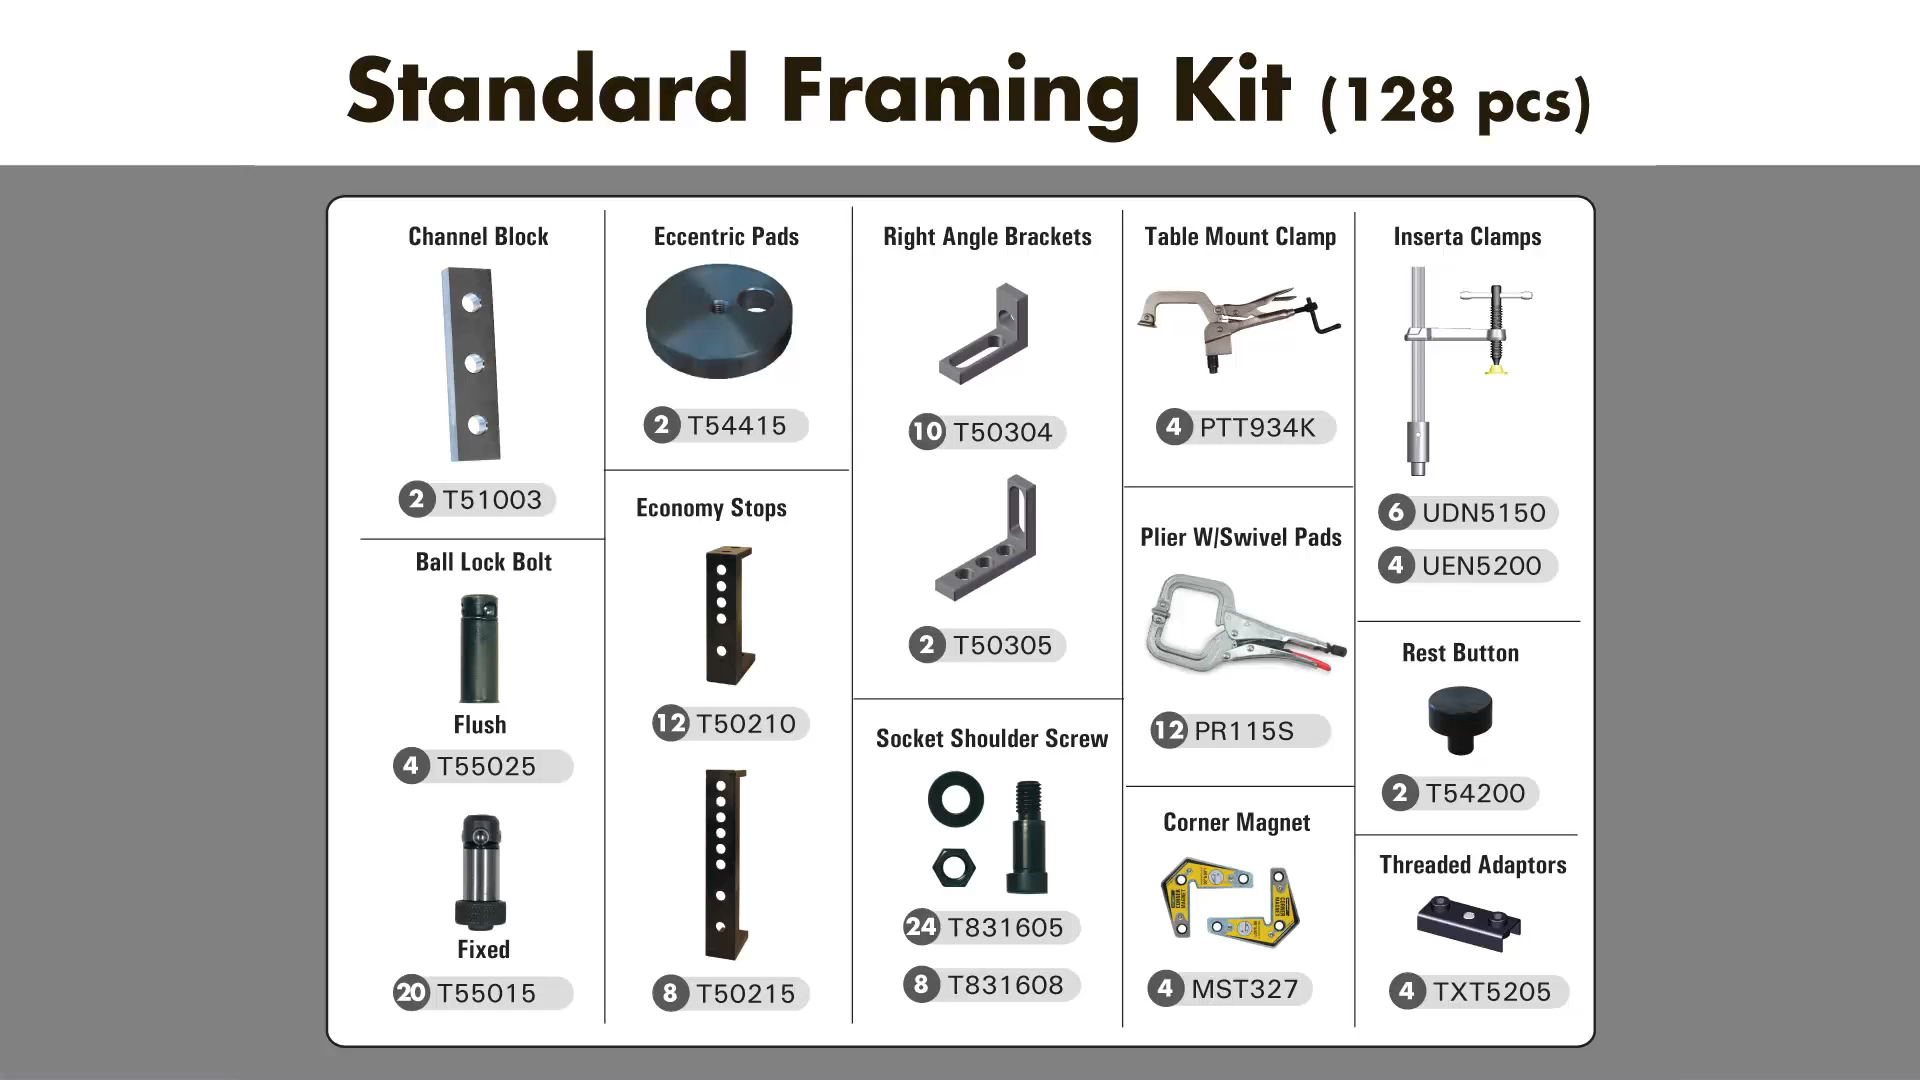 Standard Framing Kit (128 pcs)
Channel Block
2 T51003
Ball Lock Bolt
Flush
4 T55025
Fixed
20 T55015
Eccentric Pads
2 T54415
Economy Stops
12 T50210
8 T50215
Right Angle Brackets
10 T50304
2 T50305
Socket Shoulder Screw
24 T831605
8 T831608
Table Mount Clamp
4 PTT934K
Plier W/Swivel Pads
12 PR115S
Corner Magnet
4 MST327
Inserta Clamps
6 UDN5150
4 UEN5200
Rest Button
2 T54200
Threaded Adaptors
4 TXT5205